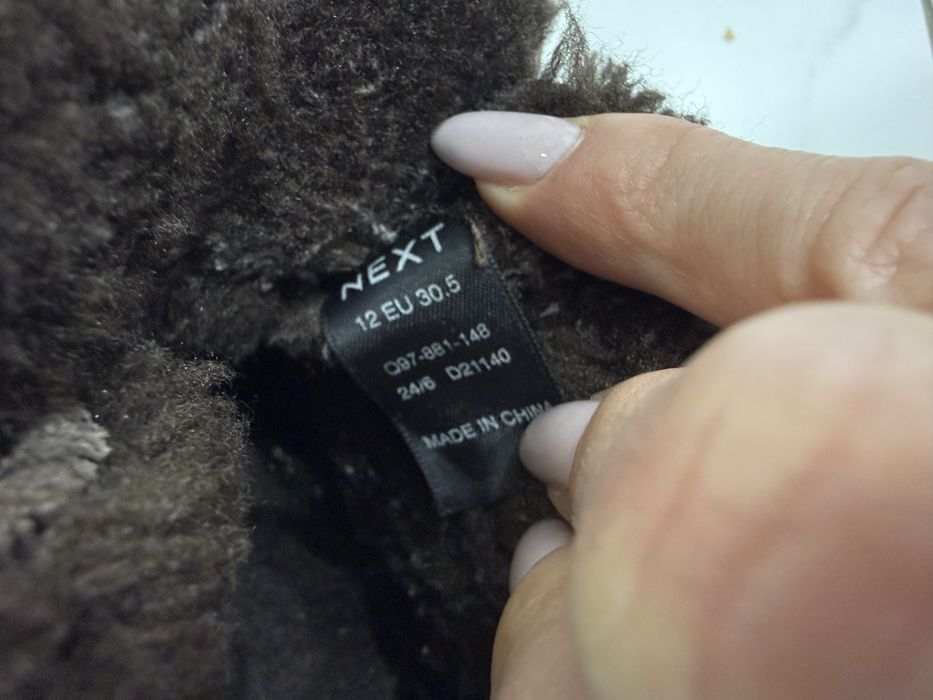 NEXT
12 EU 30.5
Q97-881-148
24/6 D21140
MADE IN CHINA